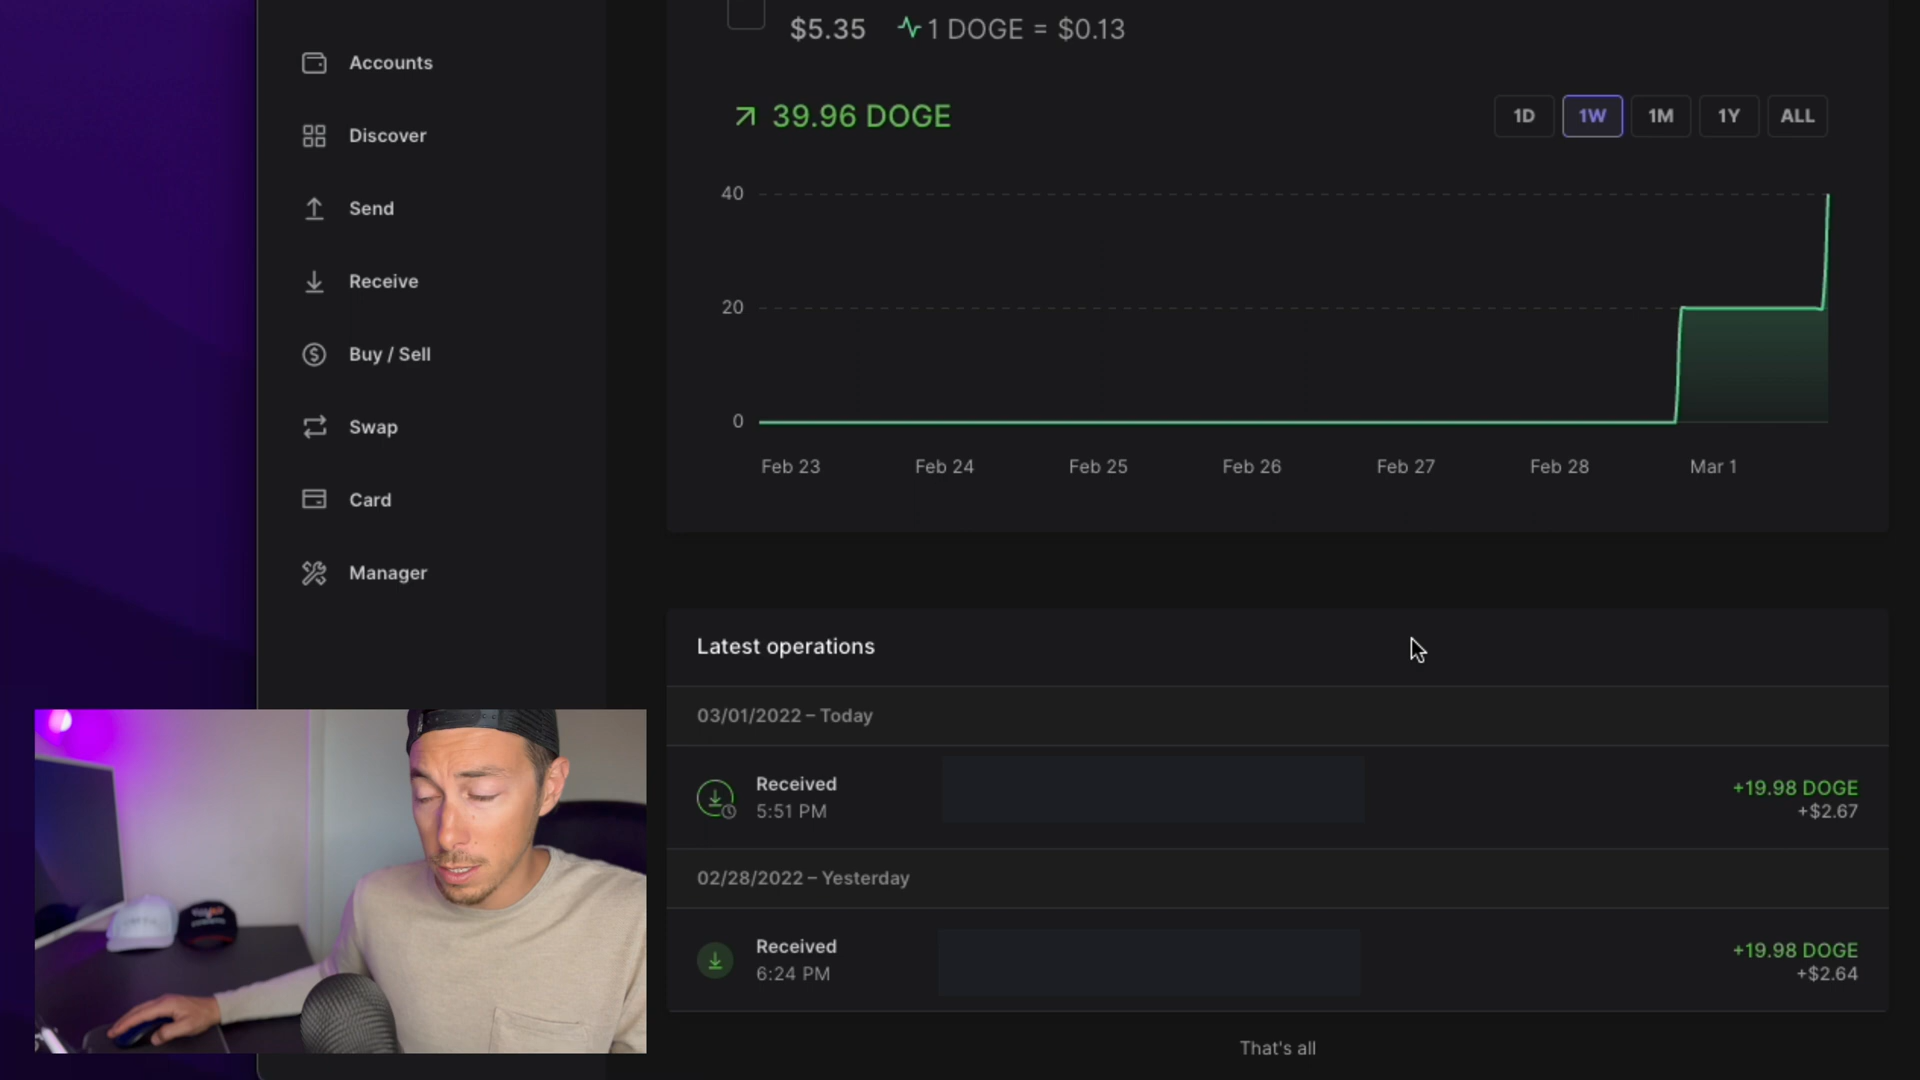 $5.35 1 DOGE = $0.13
Accounts
Discover
Send
Receive
Buy / Sell
Swap
Card
Manager
39.96 DOGE
1D 1W 1M 1Y ALL
40
20
0
Feb 23 Feb 24 Feb 25 Feb 26 Feb 27 Feb 28 Mar 1
Latest operations
03/01/2022 – Today
Received
5:51 PM
+19.98 DOGE
+$2.67
02/28/2022 – Yesterday
Received
6:24 PM
+19.98 DOGE
+$2.64
That's all